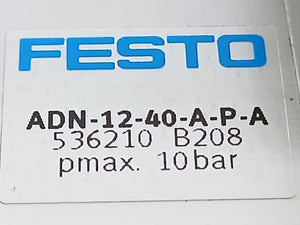 FESTO
ADN-12-40-A-P-A
536210 B208
pmax. 10bar